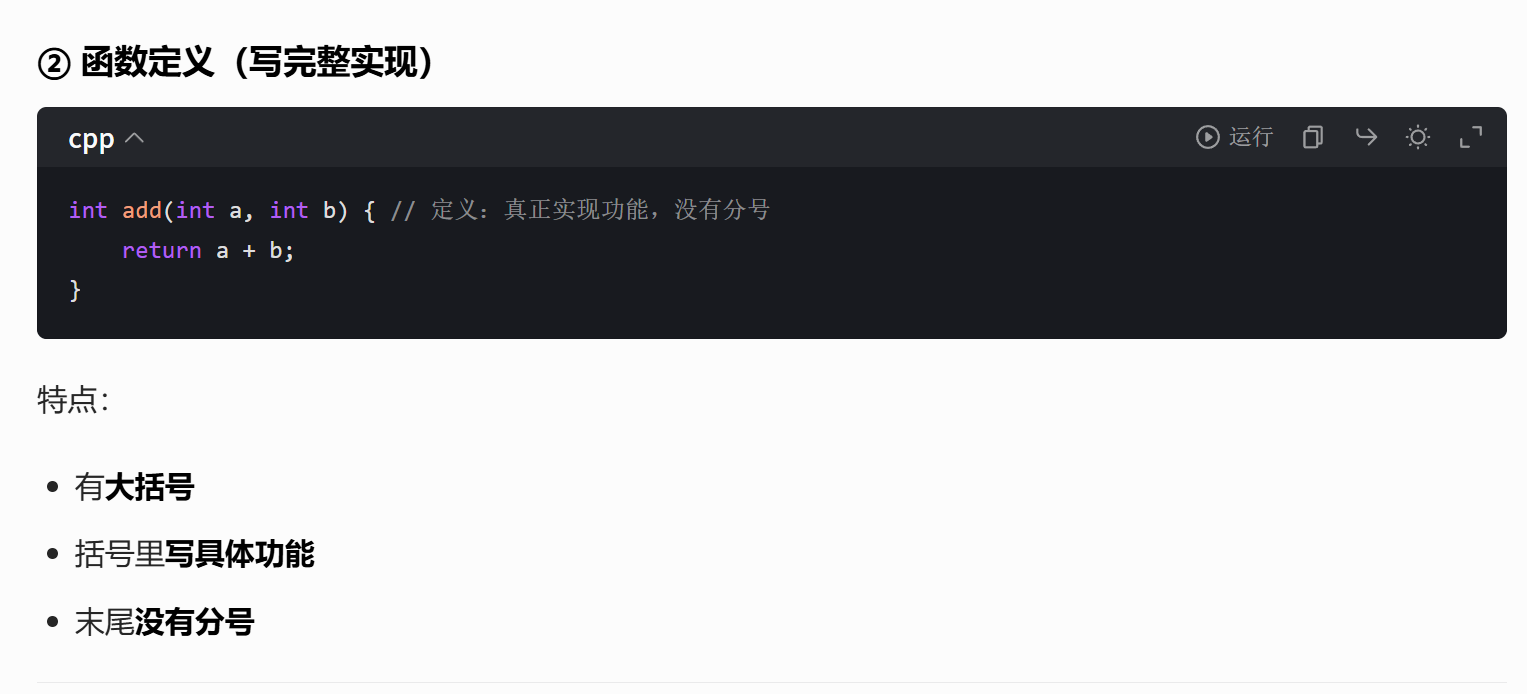 ② 函数定义（写完整实现）
cpp
运行
int add(int a, int b) { // 定义：真正实现功能，没有分号
    return a + b;
}
特点：
• 有大括号
• 括号里写具体功能
• 末尾没有分号